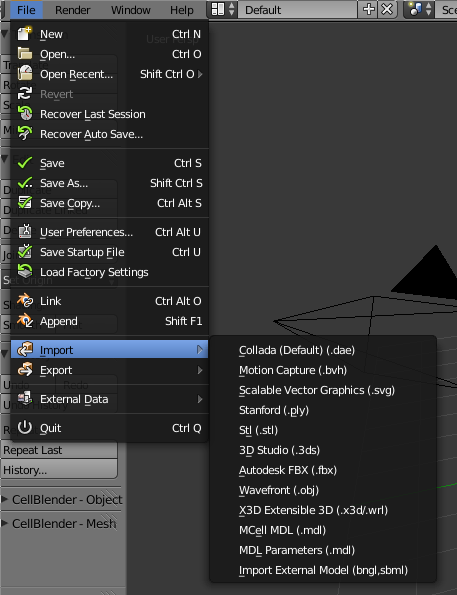 File Render Window Help Default Sce
New Ctrl N
Open... Ctrl O
Open Recent... Shift Ctrl O
Revert
Recover Last Session
Recover Auto Save...
Save Ctrl S
Save As... Shift Ctrl S
Save Copy... Ctrl Alt S
User Preferences... Ctrl Alt U
Save Startup File Ctrl U
Load Factory Settings
Link Ctrl Alt O
Append Shift F1
Import
Export
External Data
Quit Ctrl Q
Collada (Default) (.dae)
Motion Capture (.bvh)
Scalable Vector Graphics (.svg)
Stanford (.ply)
Stl (.stl)
3D Studio (.3ds)
Autodesk FBX (.fbx)
Wavefront (.obj)
X3D Extensible 3D (.x3d/.wrl)
MCell MDL (.mdl)
MDL Parameters (.mdl)
Import External Model (bngl,sbml)
Repeat Last
History...
CellBlender - Object
CellBlender - Mesh